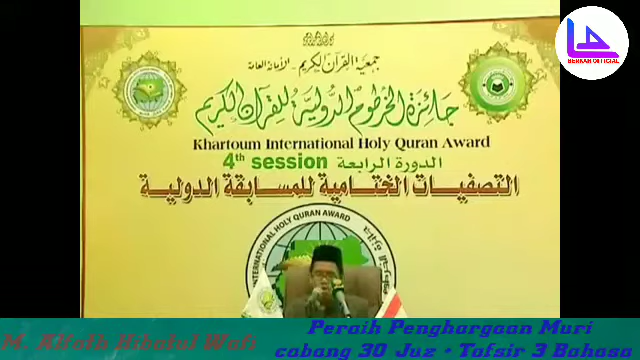 جمعية القرآن الكريم - الأمانة العامة
جائزة الخرطوم الدولية للقرآن الكريم
Khartoum International Holy Quran Award
4th session الدورة الرابعة
التصفيات الختامية للمسابقة الدولية
INTERNATIONAL HOLY QURAN AWARD
BERKAH OFFICIAL
M. Alfath Hibatul Wafi
Peraih Penghargaan Muri
cabang 30 Juz • Tafsir 3 Bahasa